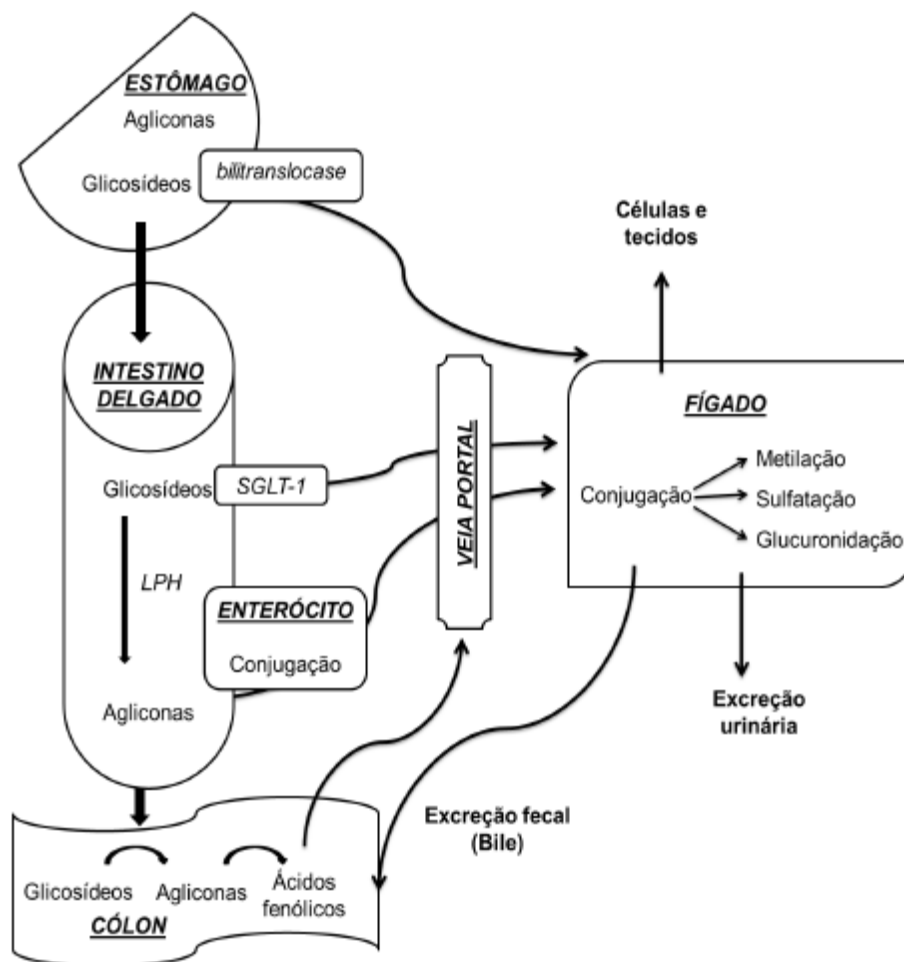 ESTÔMAGO
Agliconas
Glicosídeos
bilitranslocase
Células e
tecidos
INTESTINO
DELGADO
Glicosídeos
SGLT-1
LPH
ENTERÓCITO
Conjugação
Agliconas
VEIA PORTAL
FÍGADO
Conjugação
Metilação
Sulfatação
Glucuronidação
Excreção
urinária
Excreção fecal
(Bile)
Glicosídeos
Agliconas
Ácidos
fenólicos
CÓLON